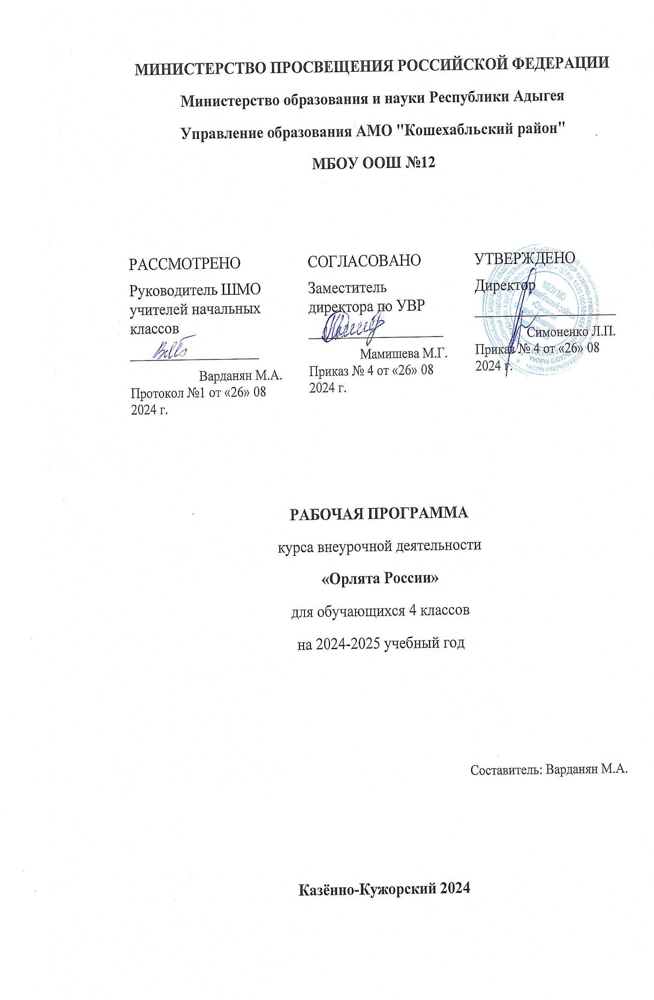 МИНИСТЕРСТВО ПРОСВЕЩЕНИЯ РОССИЙСКОЙ ФЕДЕРАЦИИ
Министерство образования и науки Республики Адыгея
Управление образования АМО "Кошехабльский район"
МБОУ ООШ №12
РАССМОТРЕНО
Руководитель ШМО
учителей начальных
классов
Варданян М.А.
Протокол №1 от «26» 08
2024 г.
СОГЛАСОВАНО
Заместитель
директора по УВР
Мамишева М.Г.
Приказ № 4 от «26» 08
2024 г.
УТВЕРЖДЕНО
Директор
Симоненко Л.П.
Приказ № 4 от «26» 08
2024 г.
МБОУ МО
РАБОЧАЯ ПРОГРАММА
курса внеурочной деятельности
«Орлята России»
для обучающихся 4 классов
на 2024-2025 учебный год
Составитель: Варданян М.А.
Казённо-Кужорский 2024